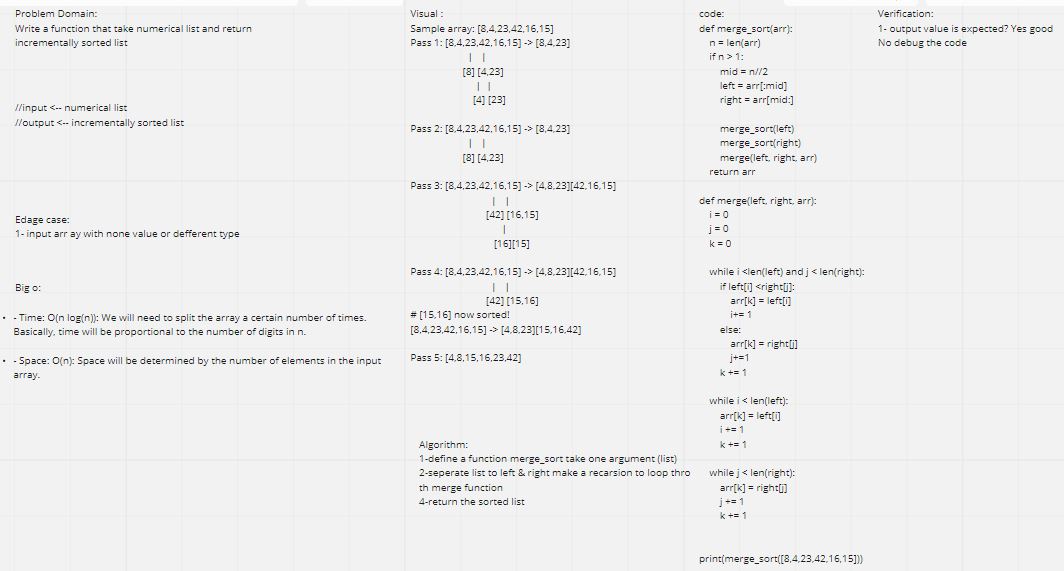 Problem Domain:
Write a function that take numerical list and return
incrementally sorted list
//input <-- numerical list
//output <-- incrementally sorted list
Edage case:
1- input arr ay with none value or defferent type
Big o:
• - Time: O(n log(n)): We will need to split the array a certain number of times.
Basically, time will be proportional to the number of digits in n.
• - Space: O(n): Space will be determined by the number of elements in the input
array.
Visual :
Sample array: [8,4,23,42,16,15]
Pass 1: [8,4,23,42,16,15] -> [8,4,23]
| |
[8] [4,23]
| |
[4] [23]
Pass 2: [8,4,23,42,16,15] -> [8,4,23]
| |
[8] [4,23]
Pass 3: [8,4,23,42,16,15] -> [4,8,23][42,16,15]
| |
[42] [16,15]
|
[16][15]
Pass 4: [8,4,23,42,16,15] -> [4,8,23][42,16,15]
| |
[42] [15,16]
# [15,16] now sorted!
[8,4,23,42,16,15] -> [4,8,23][15,16,42]
Pass 5: [4,8,15,16,23,42]
Algorithm:
1-define a function merge_sort take one argument (list)
2-seperate list to left & right make a recarsion to loop thro
th merge function
4-return the sorted list
code:
def merge_sort(arr):
n = len(arr)
if n > 1:
mid = n//2
left = arr[:mid]
right = arr[mid:]
merge_sort(left)
merge_sort(right)
merge(left, right, arr)
return arr
def merge(left, right, arr):
i = 0
j = 0
k = 0
while i <len(left) and j < len(right):
if left[i] <right[j]:
arr[k] = left[i]
i+= 1
else:
arr[k] = right[j]
j+=1
k += 1
while i < len(left):
arr[k] = left[i]
i += 1
k += 1
while j < len(right):
arr[k] = right[j]
j += 1
k += 1
print(merge_sort([8,4,23,42,16,15]))
Verification:
1- output value is expected? Yes good
No debug the code